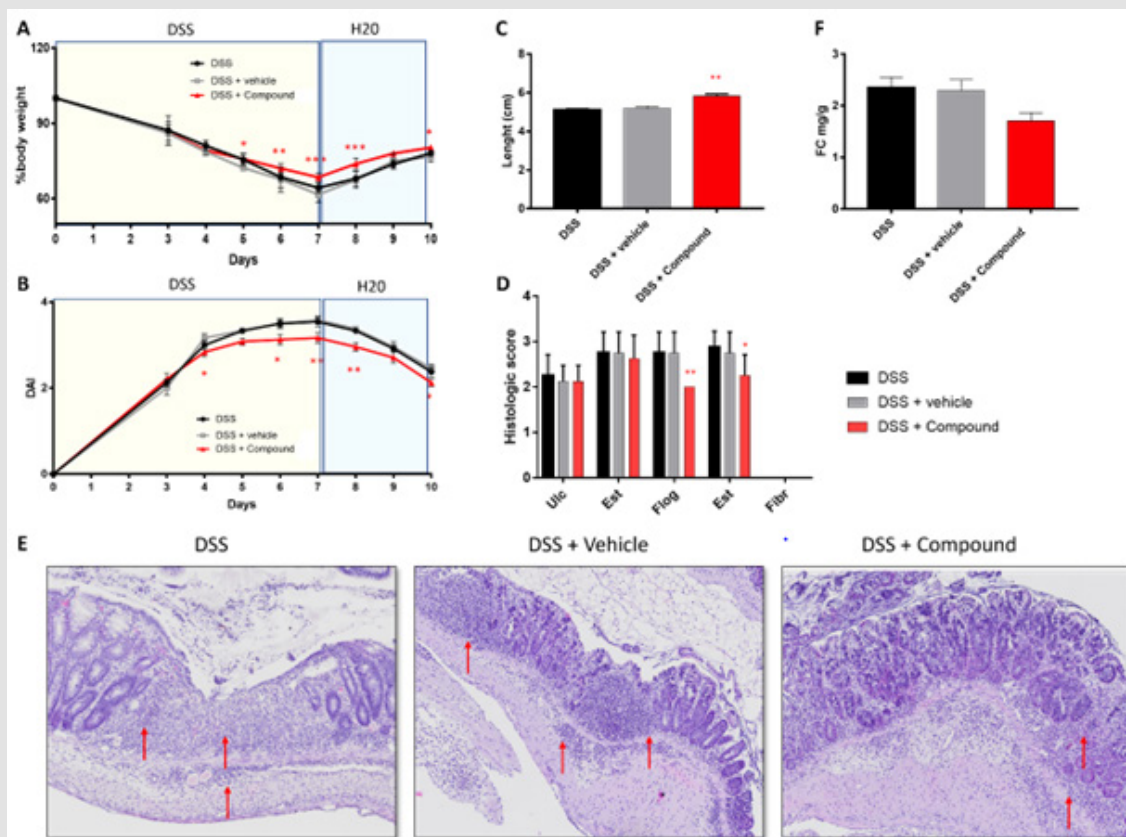 A
DSS
H20
120
100
80
60
%body weight
DSS
DSS + vehicle
DSS + Compound
*
**
***
***
*
0 1 2 3 4 5 6 7 8 9 10
Days
B
DSS
H20
4
2
0
DAI
DSS
DSS + vehicle
DSS + Compound
*
*
**
**
*
0 1 2 3 4 5 6 7 8 9 10
Days
C
8
6
4
2
0
Lenght (cm)
**
DSS
DSS + vehicle
DSS + Compound
F
3
2
1
0
FC mg/g
DSS
DSS + vehicle
DSS + Compound
D
4
3
2
1
0
Histologic score
**
*
Ulc
Est
Flog
Est
Fibr
DSS
DSS + vehicle
DSS + Compound
E
DSS
DSS + Vehicle
DSS + Compound